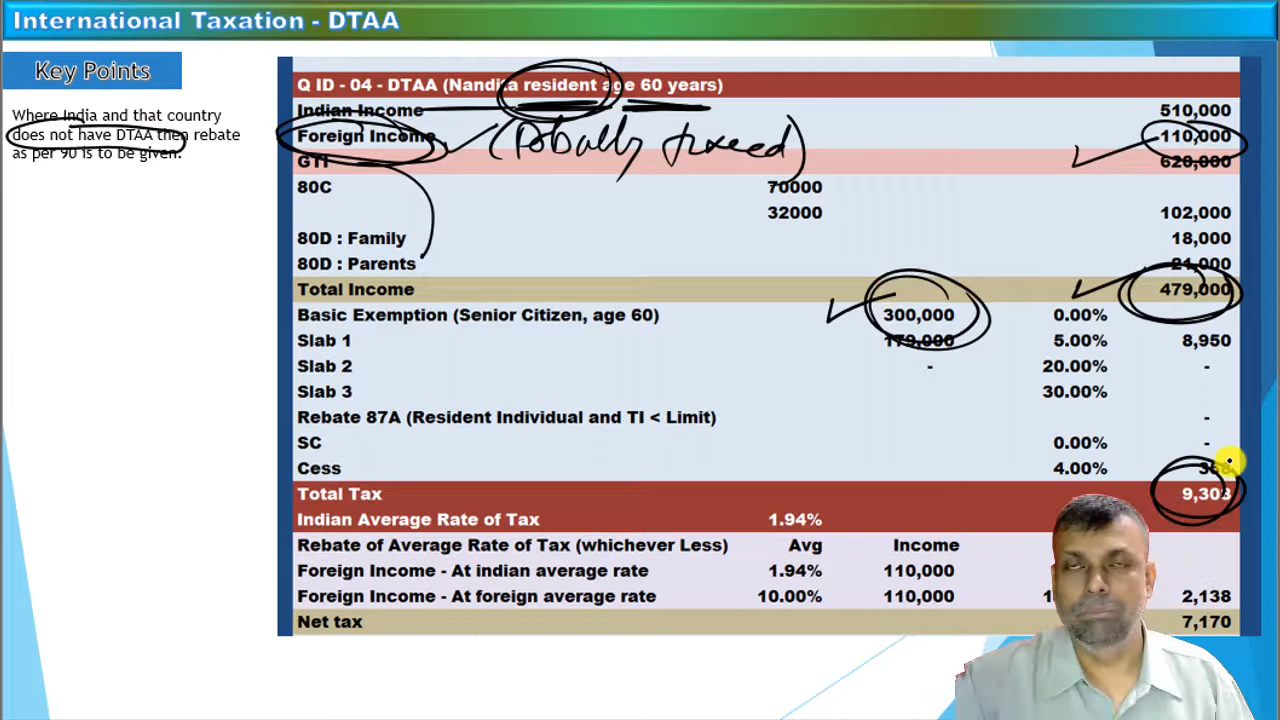 International Taxation - DTAA
Key Points
Where India and that country
does not have DTAA then rebate
as per 90 is to be given.
Q ID - 04 - DTAA (Nandita resident age 60 years)
Indian Income 510,000
Foreign Income 110,000
(Globally taxed)
GTI 620,000
80C 70000
32000 102,000
80D : Family 18,000
80D : Parents 21,000
Total Income 479,000
Basic Exemption (Senior Citizen, age 60) 300,000 0.00%
Slab 1 179,000 5.00% 8,950
Slab 2 - 20.00% -
Slab 3 30.00%
Rebate 87A (Resident Individual and TI < Limit) -
SC 0.00% -
Cess 4.00%
Total Tax 9,308
Indian Average Rate of Tax 1.94%
Rebate of Average Rate of Tax (whichever Less) Avg Income
Foreign Income - At indian average rate 1.94% 110,000
Foreign Income - At foreign average rate 10.00% 110,000 2,138
Net tax 7,170